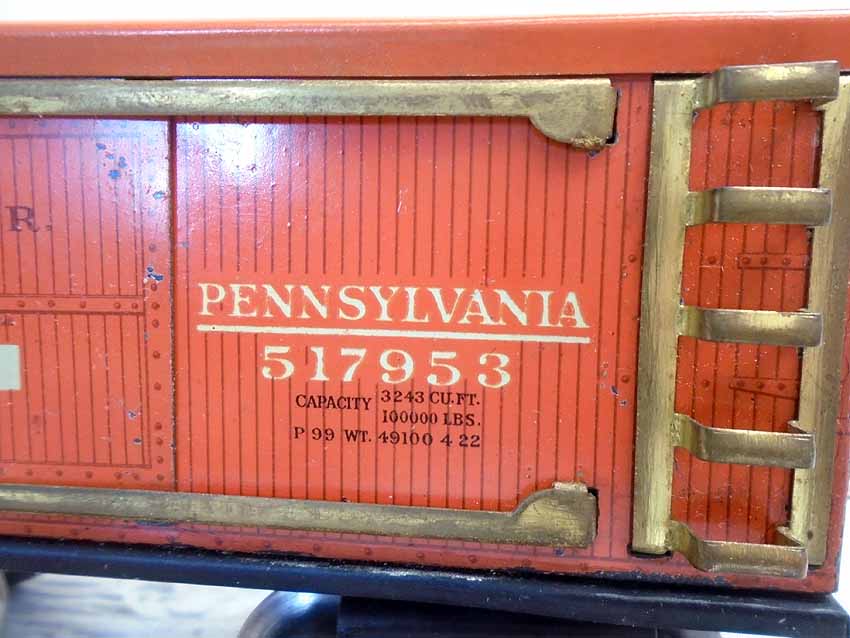 R.
PENNSYLVANIA
517953
CAPACITY 3243 CU.FT.
100000 LBS.
P 99 WT. 49100 4 22